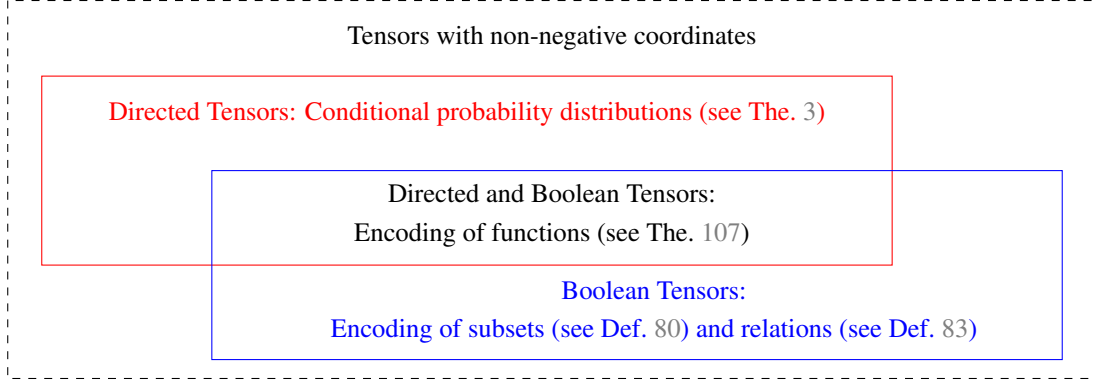 Tensors with non-negative coordinates
Directed Tensors: Conditional probability distributions (see The. 3)
Directed and Boolean Tensors:
Encoding of functions (see The. 107)
Boolean Tensors:
Encoding of subsets (see Def. 80) and relations (see Def. 83)